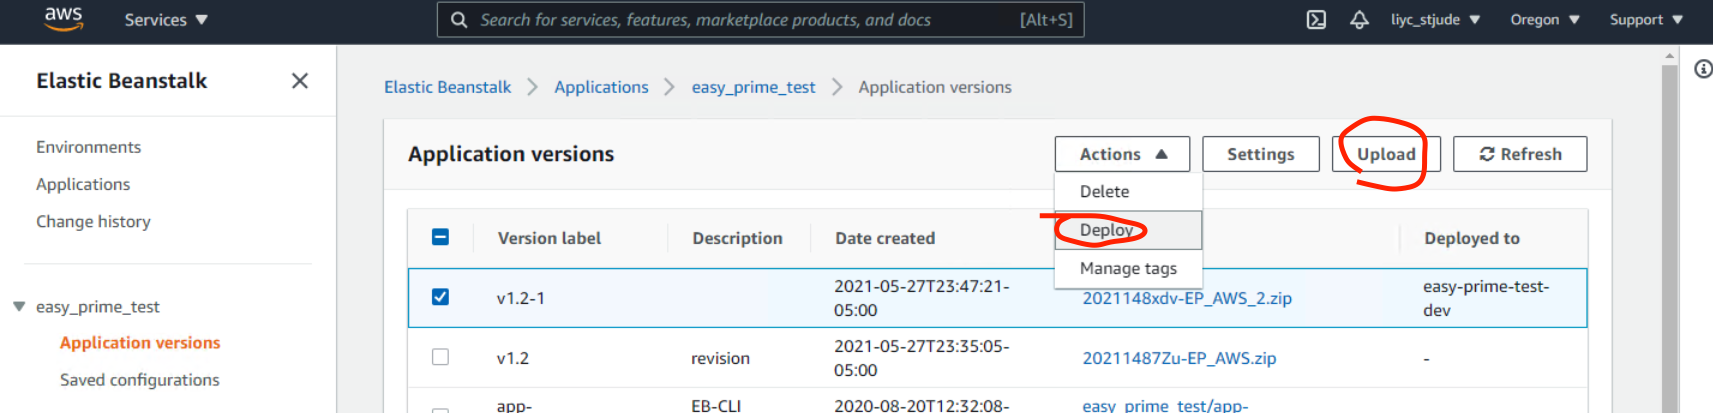 aws Services Search for services, features, marketplace products, and docs [Alt+S] liyc_stjude Oregon Support
Elastic Beanstalk
Environments
Applications
Change history
easy_prime_test
Application versions
Saved configurations
Elastic Beanstalk Applications easy_prime_test Application versions
Application versions Actions Settings Upload Refresh
Delete
Deploy
Manage tags
Version label Description Date created Deployed to
v1.2-1 2021-05-27T23:47:21-05:00 2021148xdv-EP_AWS_2.zip easy-prime-test-dev
v1.2 revision 2021-05-27T23:35:05-05:00 20211487Zu-EP_AWS.zip -
app- EB-CLI 2020-08-20T12:32:08- easy_prime_test/app-